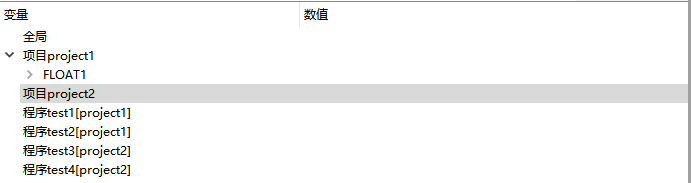 变量 数值
全局
项目project1
FLOAT1
项目project2
程序test1[project1]
程序test2[project1]
程序test3[project2]
程序test4[project2]